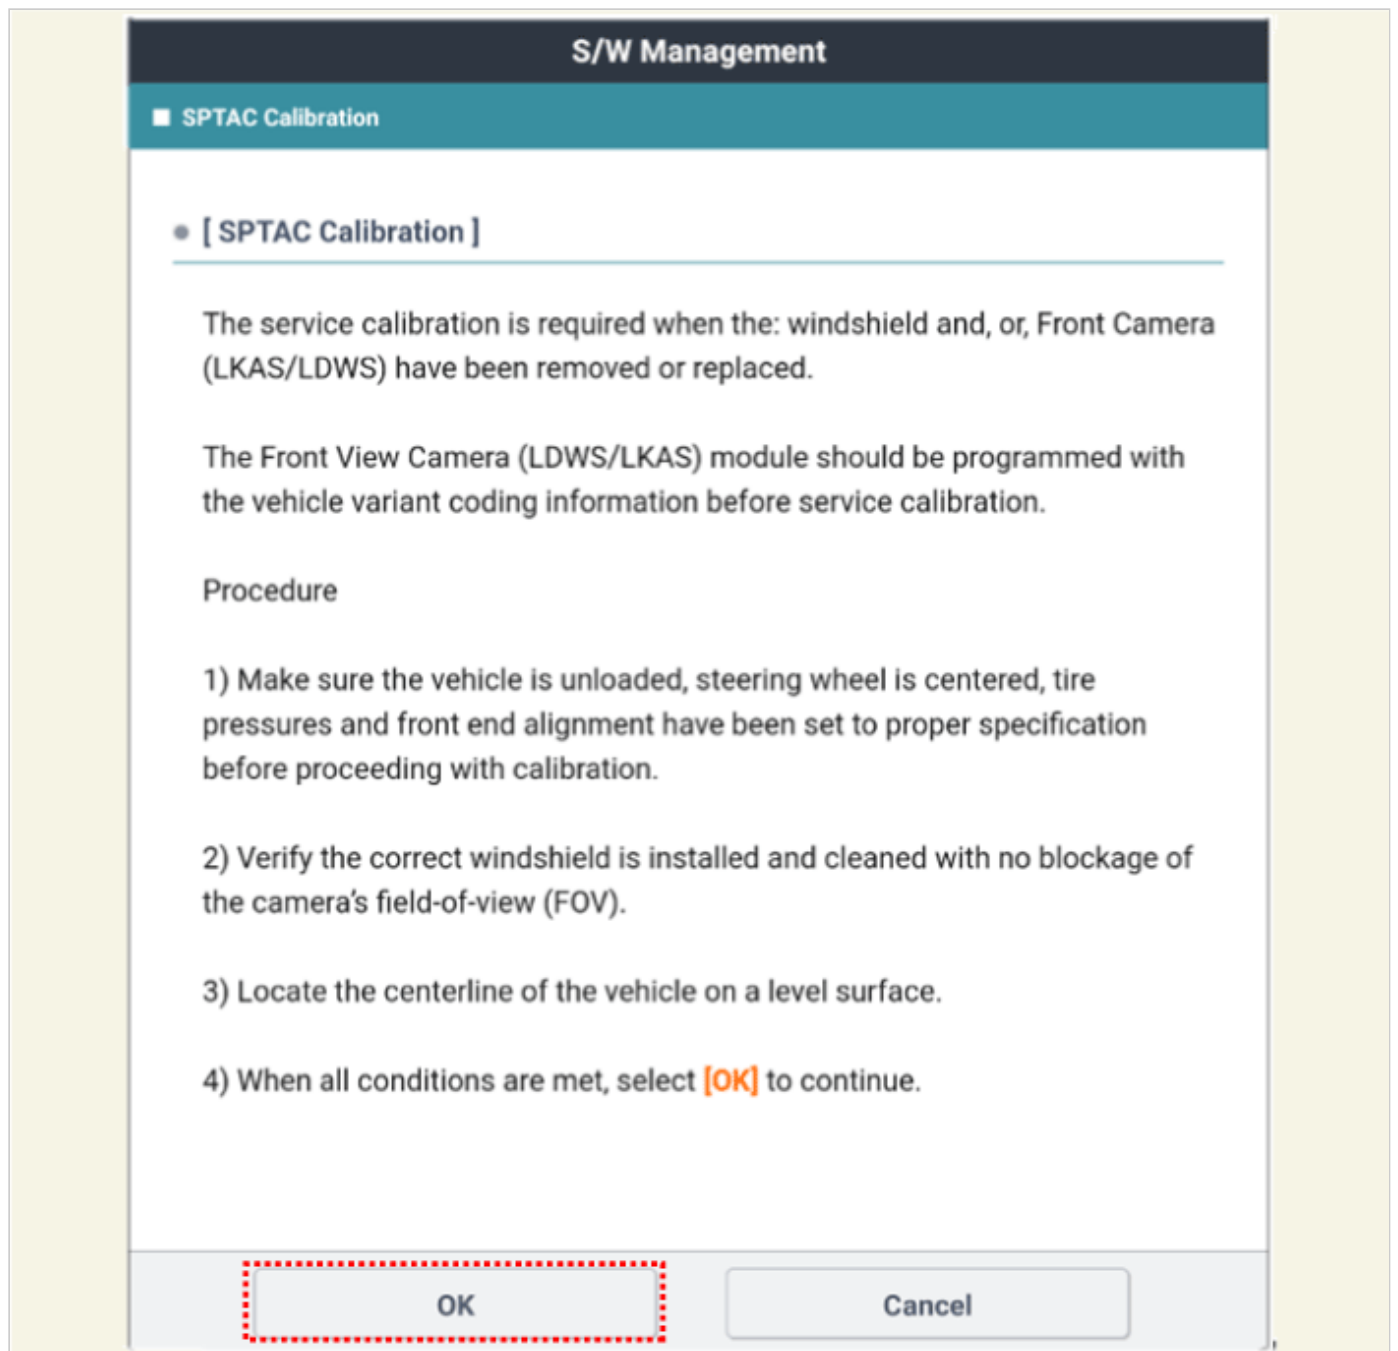 S/W Management
SPTAC Calibration
[ SPTAC Calibration ]
The service calibration is required when the: windshield and, or, Front Camera
(LKAS/LDWS) have been removed or replaced.
The Front View Camera (LDWS/LKAS) module should be programmed with
the vehicle variant coding information before service calibration.
Procedure
1) Make sure the vehicle is unloaded, steering wheel is centered, tire
pressures and front end alignment have been set to proper specification
before proceeding with calibration.
2) Verify the correct windshield is installed and cleaned with no blockage of
the camera’s field-of-view (FOV).
3) Locate the centerline of the vehicle on a level surface.
4) When all conditions are met, select [OK] to continue.
OK
Cancel